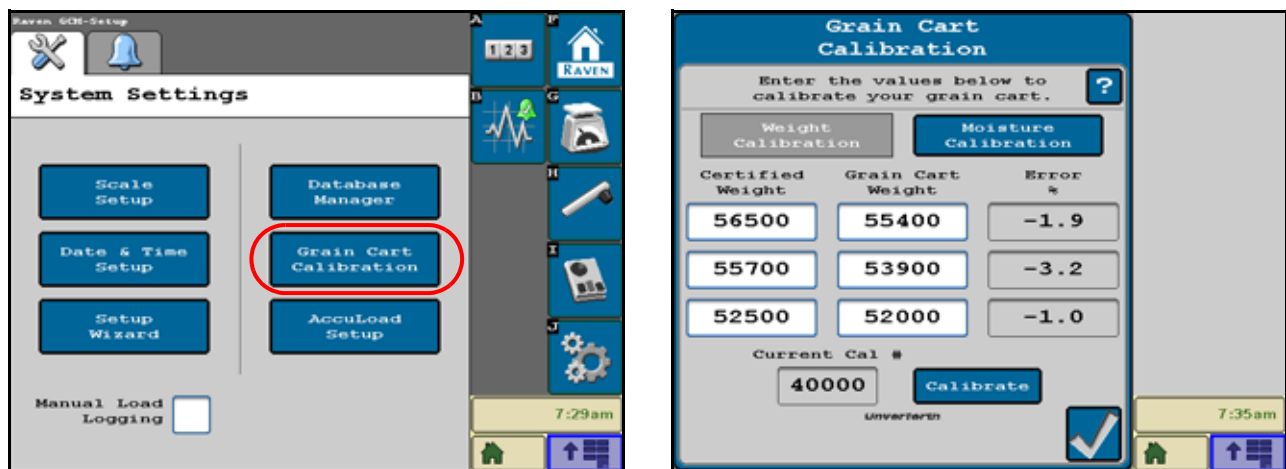 Raven GCM-Setup
System Settings
Scale
Setup
Database
Manager
Date & Time
Setup
Grain Cart
Calibration
Setup
Wizard
AccuLoad
Setup
Manual Load
Logging
A
1 2 3
F
RAVEN
B
G
H
I
J
7:29am
Grain Cart
Calibration
Enter the values below to
calibrate your grain cart.
?
Weight
Calibration
Moisture
Calibration
Certified
Weight
Grain Cart
Weight
Error
%
56500 55400 -1.9
55700 53900 -3.2
52500 52000 -1.0
Current Cal #
40000
Calibrate
Unverferth
7:35am